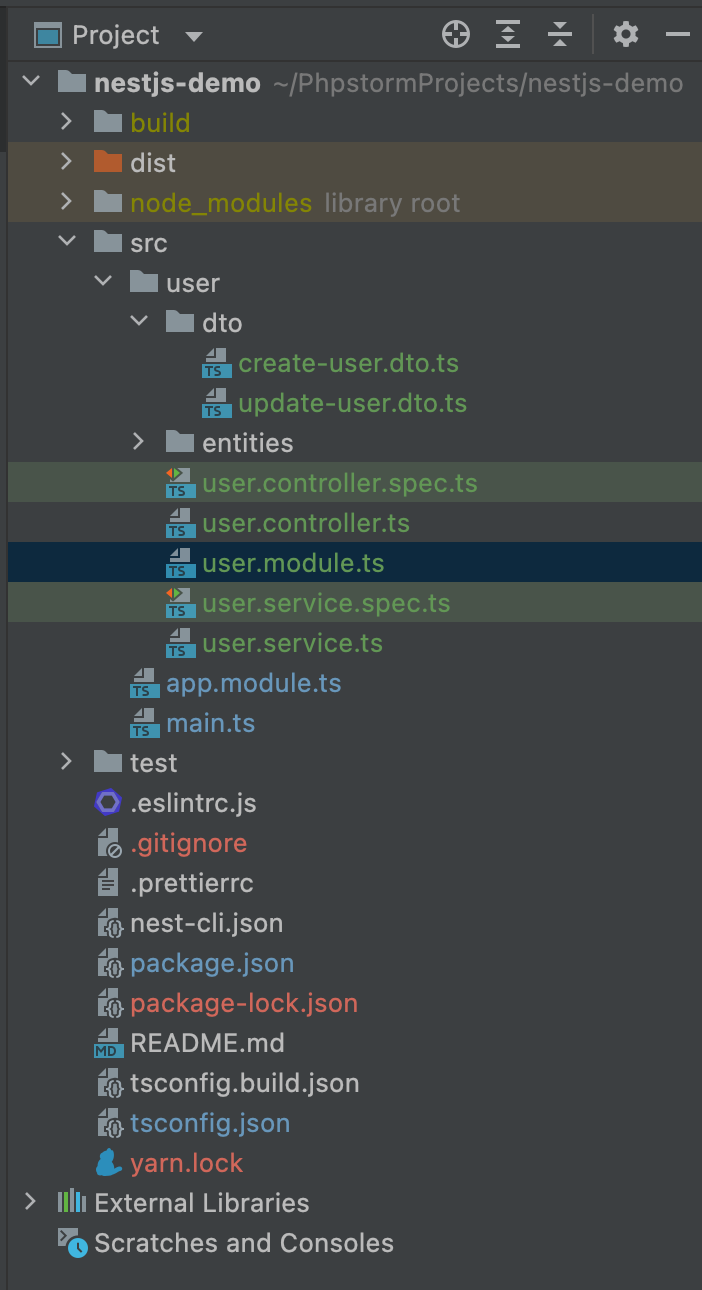 Project
nestjs-demo ~/PhpstormProjects/nestjs-demo
build
dist
node_modules library root
src
user
dto
TS create-user.dto.ts
TS update-user.dto.ts
entities
TS user.controller.spec.ts
TS user.controller.ts
TS user.module.ts
TS user.service.spec.ts
TS user.service.ts
TS app.module.ts
TS main.ts
test
.eslintrc.js
.gitignore
.prettierrc
nest-cli.json
package.json
package-lock.json
MD README.md
tsconfig.build.json
tsconfig.json
yarn.lock
External Libraries
Scratches and Consoles